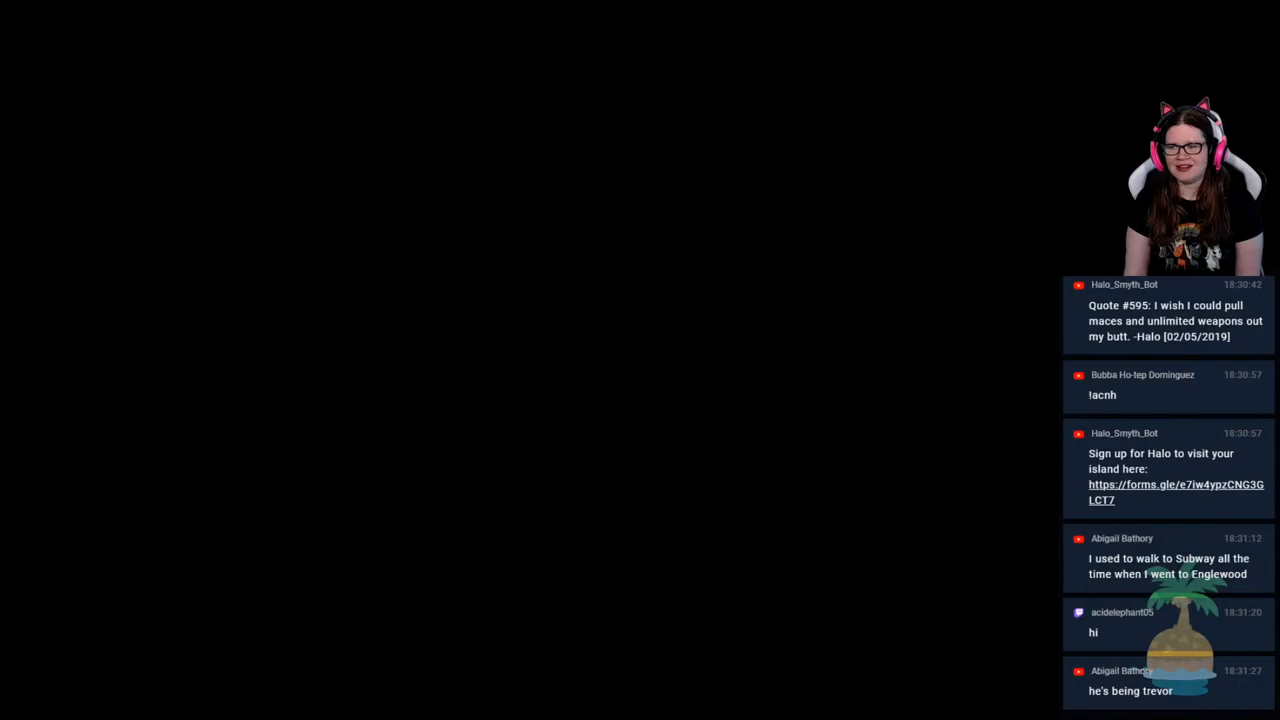 Halo_Smyth_Bot 18:30:42
Quote #595: I wish I could pull
maces and unlimited weapons out
my butt. -Halo [02/05/2019]
Bubba Ho-tep Dominguez 18:30:57
!acnh
Halo_Smyth_Bot 18:30:57
Sign up for Halo to visit your
island here:
https://forms.gle/e7iw4ypzCNG3G
LCT7
Abigail Bathory 18:31:12
I used to walk to Subway all the
time when I went to Englewood
acidelephant05 18:31:20
hi
Abigail Bathory 18:31:27
he's being trevor